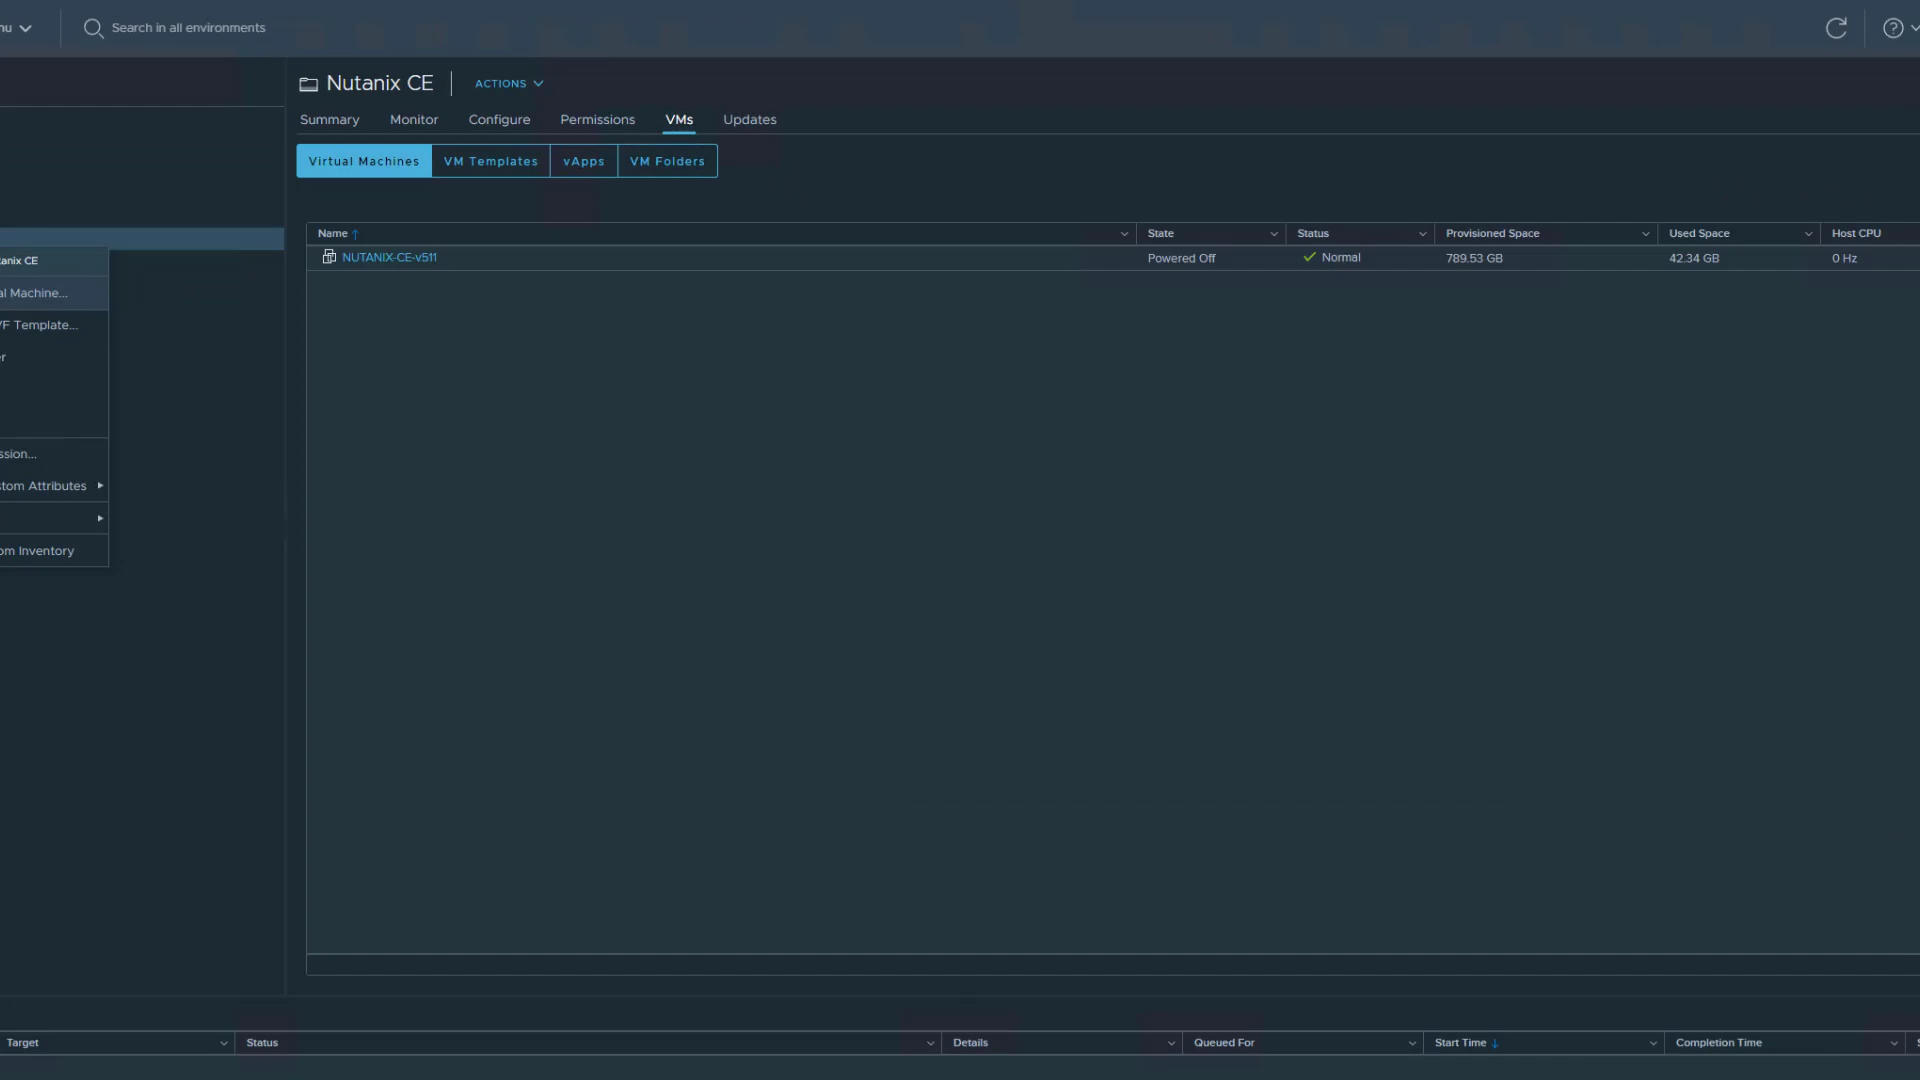 nu
Search in all environments
Nutanix CE
ACTIONS
Summary Monitor Configure Permissions VMs Updates
Virtual Machines VM Templates vApps VM Folders
Name State Status Provisioned Space Used Space Host CPU
NUTANIX-CE-v511 Powered Off Normal 789.53 GB 42.34 GB 0 Hz
tanix CE
al Machine...
VF Template...
er
ssion...
tom Attributes
om Inventory
Target Status Details Queued For Start Time Completion Time